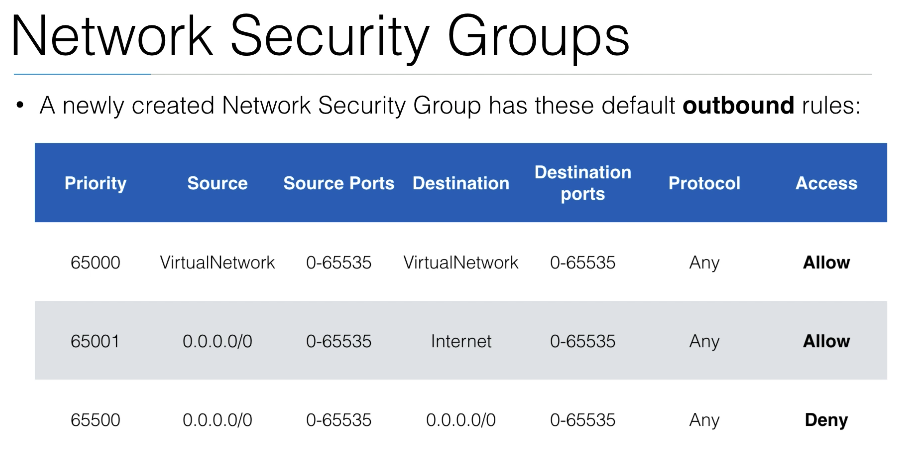 Network Security Groups
• A newly created Network Security Group has these default outbound rules:
Priority Source Source Ports Destination Destination ports Protocol Access
65000 VirtualNetwork 0-65535 VirtualNetwork 0-65535 Any Allow
65001 0.0.0.0/0 0-65535 Internet 0-65535 Any Allow
65500 0.0.0.0/0 0-65535 0.0.0.0/0 0-65535 Any Deny